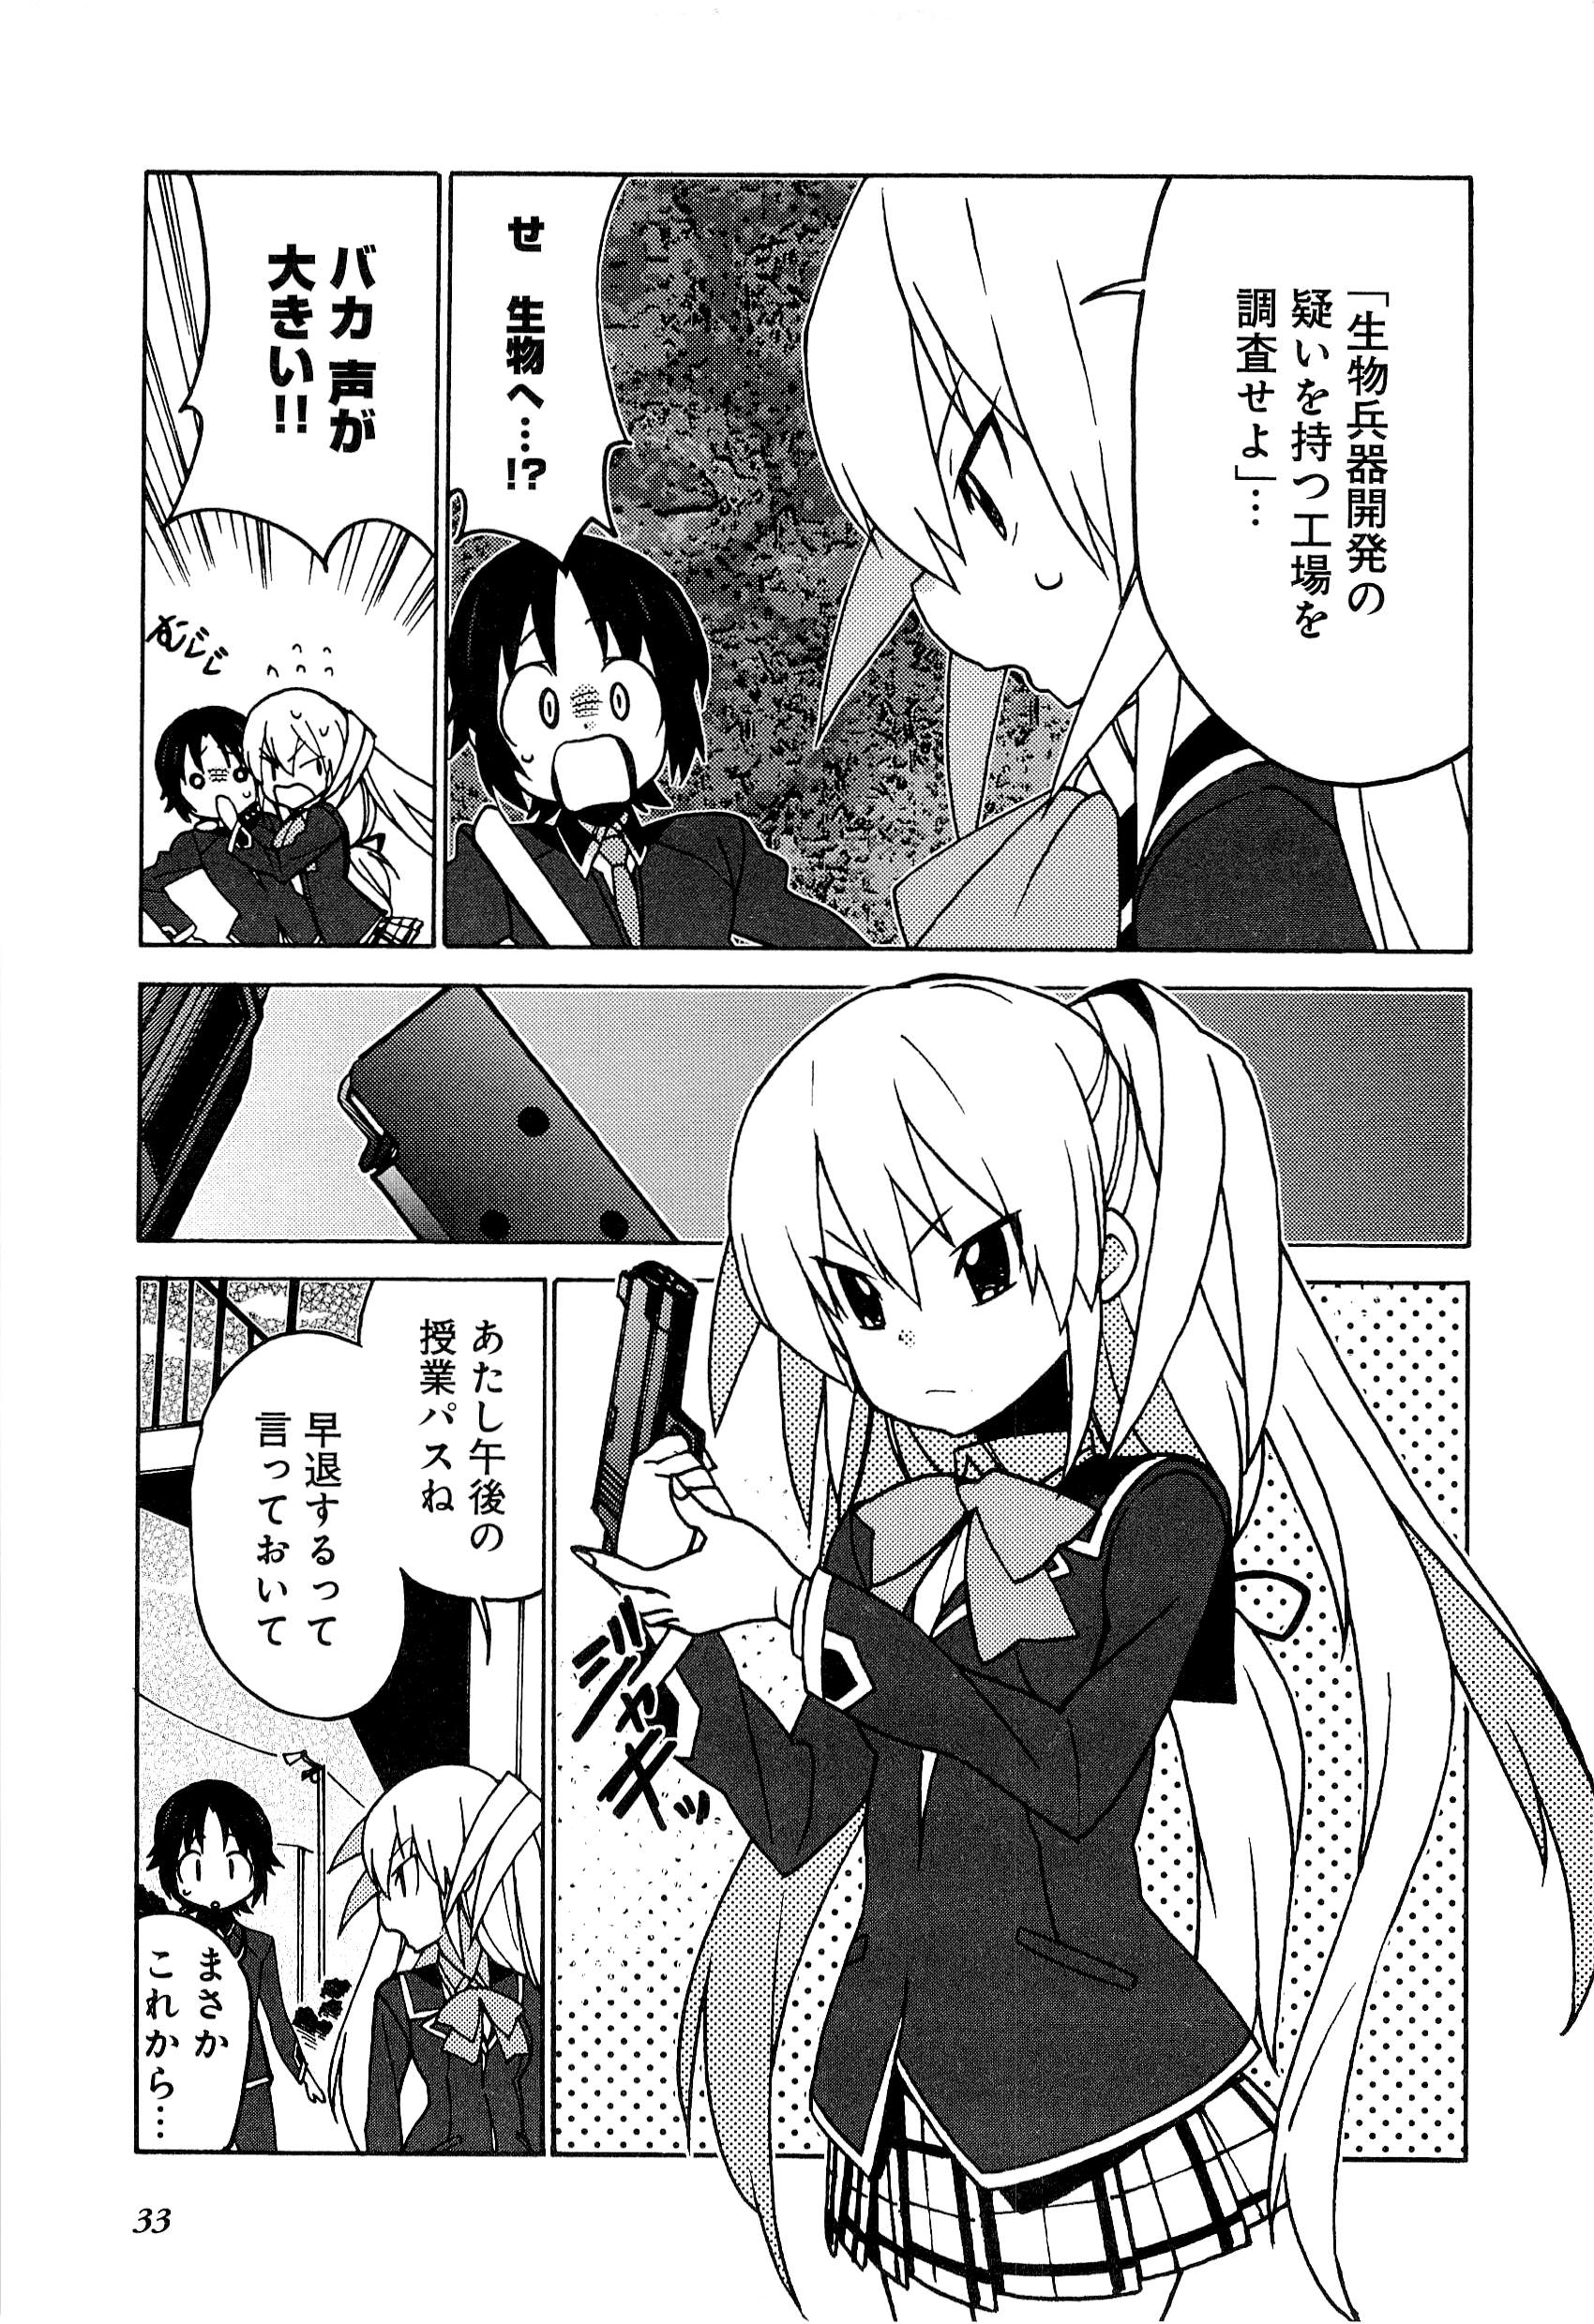 「生物兵器開発の
疑いを持つ工場を
調査せよ」…
せ 生物へ…!?
バカ 声が
大きい!!
むじじ
ジャキッ
あたし午後の
授業パスね
早退するって
言っておいて
まさか
これから…
33